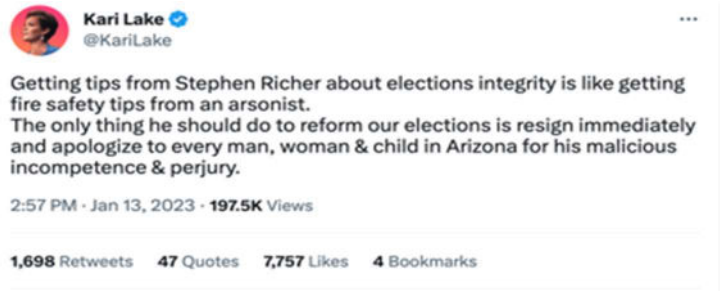 Kari Lake
@KariLake
Getting tips from Stephen Richer about elections integrity is like getting
fire safety tips from an arsonist.
The only thing he should do to reform our elections is resign immediately
and apologize to every man, woman & child in Arizona for his malicious
incompetence & perjury.
2:57 PM · Jan 13, 2023 · 197.5K Views
1,698 Retweets 47 Quotes 7,757 Likes 4 Bookmarks